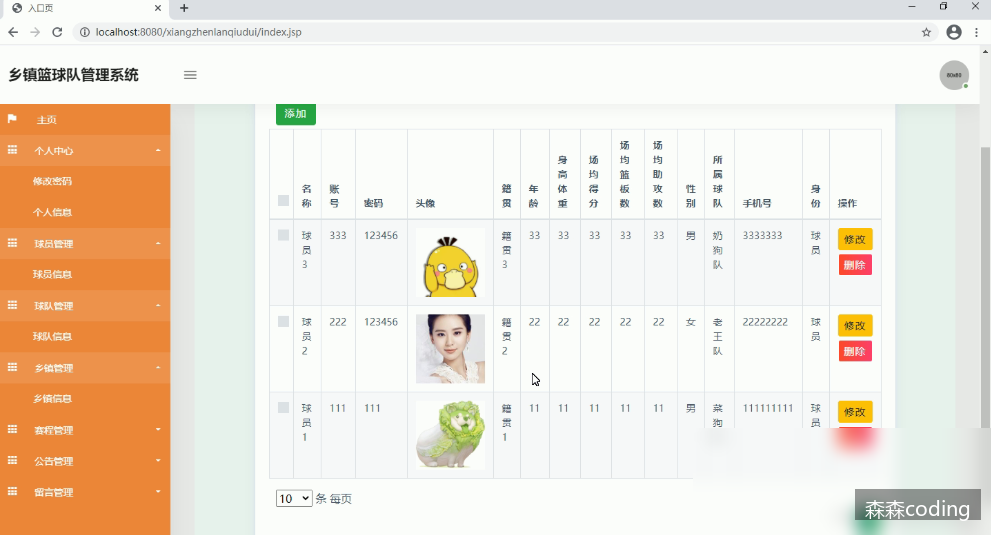 入口页
localhost:8080/xiangzhenlanqiudui/index.jsp
乡镇篮球队管理系统
60x60
主页
个人中心
修改密码
个人信息
球员管理
球员信息
球队管理
球队信息
乡镇管理
乡镇信息
赛程管理
公告管理
留言管理
添加
名称 账号 密码 头像 籍贯 年龄 身高体重 场均得分 场均篮板数 场均助攻数 性别 所属球队 手机号 身份 操作
球员3 333 123456 籍贯3 33 33 33 33 33 男 奶狗队 3333333 球员 修改 删除
球员2 222 123456 籍贯2 22 22 22 22 22 女 老王队 22222222 球员 修改 删除
球员1 111 111 籍贯1 11 11 11 11 11 男 菜狗 111111111 球员 修改
10 条 每页
森森coding